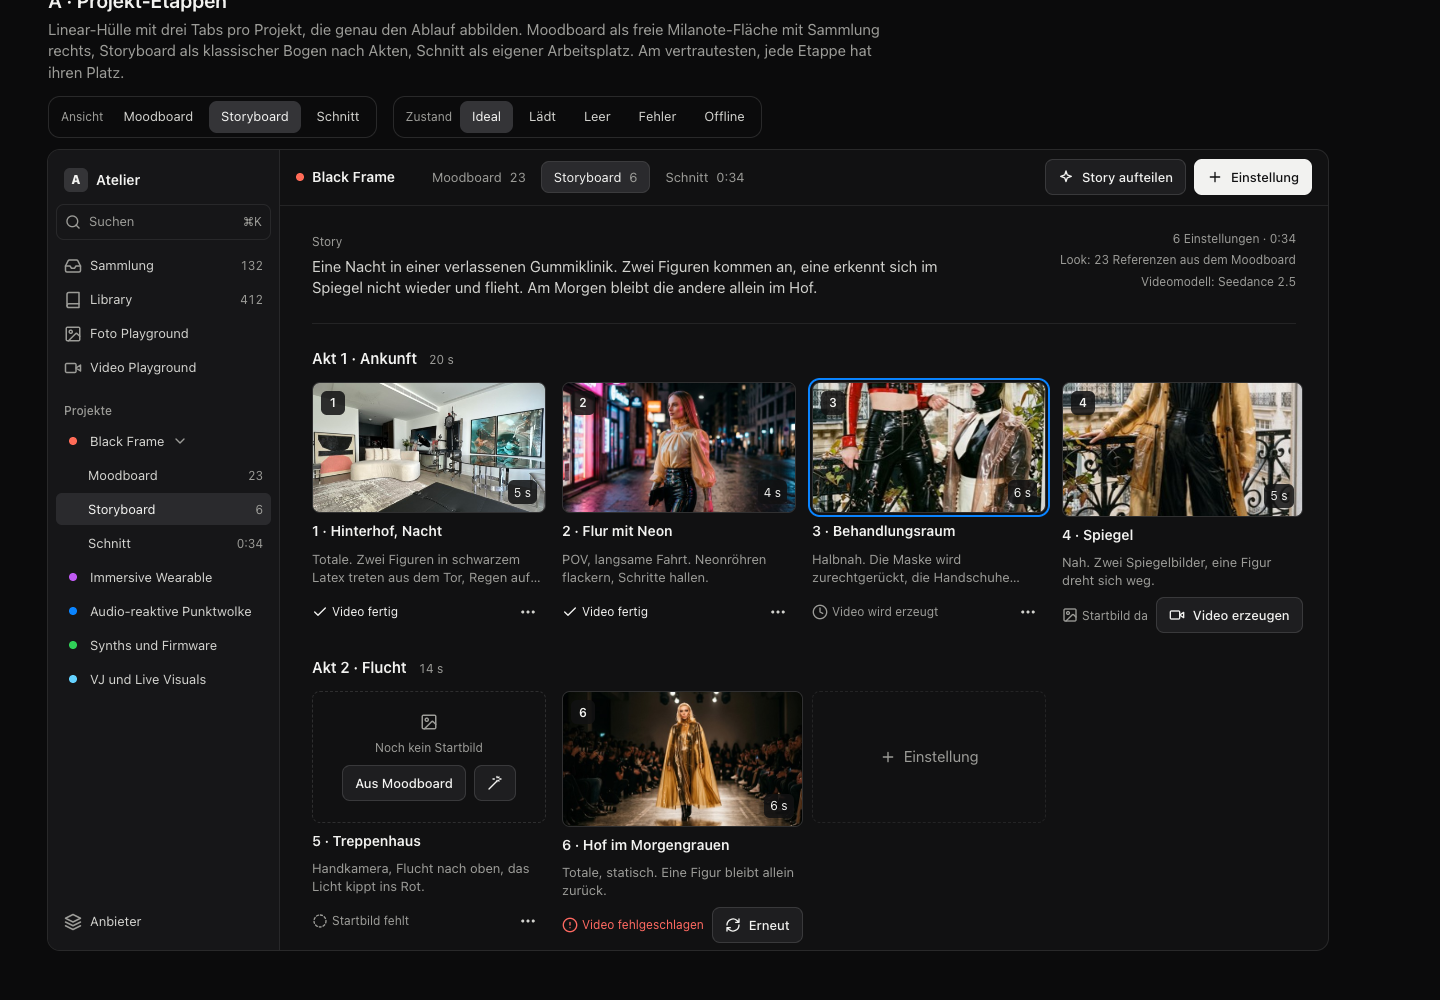 A · Projekt-Etappen
Linear-Hülle mit drei Tabs pro Projekt, die genau den Ablauf abbilden. Moodboard als freie Milanote-Fläche mit Sammlung
rechts, Storyboard als klassischer Bogen nach Akten, Schnitt als eigener Arbeitsplatz. Am vertrautesten, jede Etappe hat
ihren Platz.
Ansicht Moodboard Storyboard Schnitt
Zustand Ideal Lädt Leer Fehler Offline
A Atelier
Suchen ⌘K
Sammlung 132
Library 412
Foto Playground
Video Playground
Projekte
Black Frame
Moodboard 23
Storyboard 6
Schnitt 0:34
Immersive Wearable
Audio-reaktive Punktwolke
Synths und Firmware
VJ und Live Visuals
Anbieter
Black Frame Moodboard 23 Storyboard 6 Schnitt 0:34 Story aufteilen Einstellung
Story
Eine Nacht in einer verlassenen Gummiklinik. Zwei Figuren kommen an, eine erkennt sich im
Spiegel nicht wieder und flieht. Am Morgen bleibt die andere allein im Hof.
6 Einstellungen · 0:34
Look: 23 Referenzen aus dem Moodboard
Videomodell: Seedance 2.5
Akt 1 · Ankunft 20 s
1
5 s
1 · Hinterhof, Nacht
Totale. Zwei Figuren in schwarzem
Latex treten aus dem Tor, Regen auf…
Video fertig
2
4 s
2 · Flur mit Neon
POV, langsame Fahrt. Neonröhren
flackern, Schritte hallen.
Video fertig
3
6 s
3 · Behandlungsraum
Halbnah. Die Maske wird
zurechtgerückt, die Handschuhe…
Video wird erzeugt
4
5 s
4 · Spiegel
Nah. Zwei Spiegelbilder, eine Figur
dreht sich weg.
Startbild da Video erzeugen
Akt 2 · Flucht 14 s
Noch kein Startbild
Aus Moodboard
5 · Treppenhaus
Handkamera, Flucht nach oben, das
Licht kippt ins Rot.
Startbild fehlt
6
6 s
6 · Hof im Morgengrauen
Totale, statisch. Eine Figur bleibt allein
zurück.
Video fehlgeschlagen Erneut
Einstellung